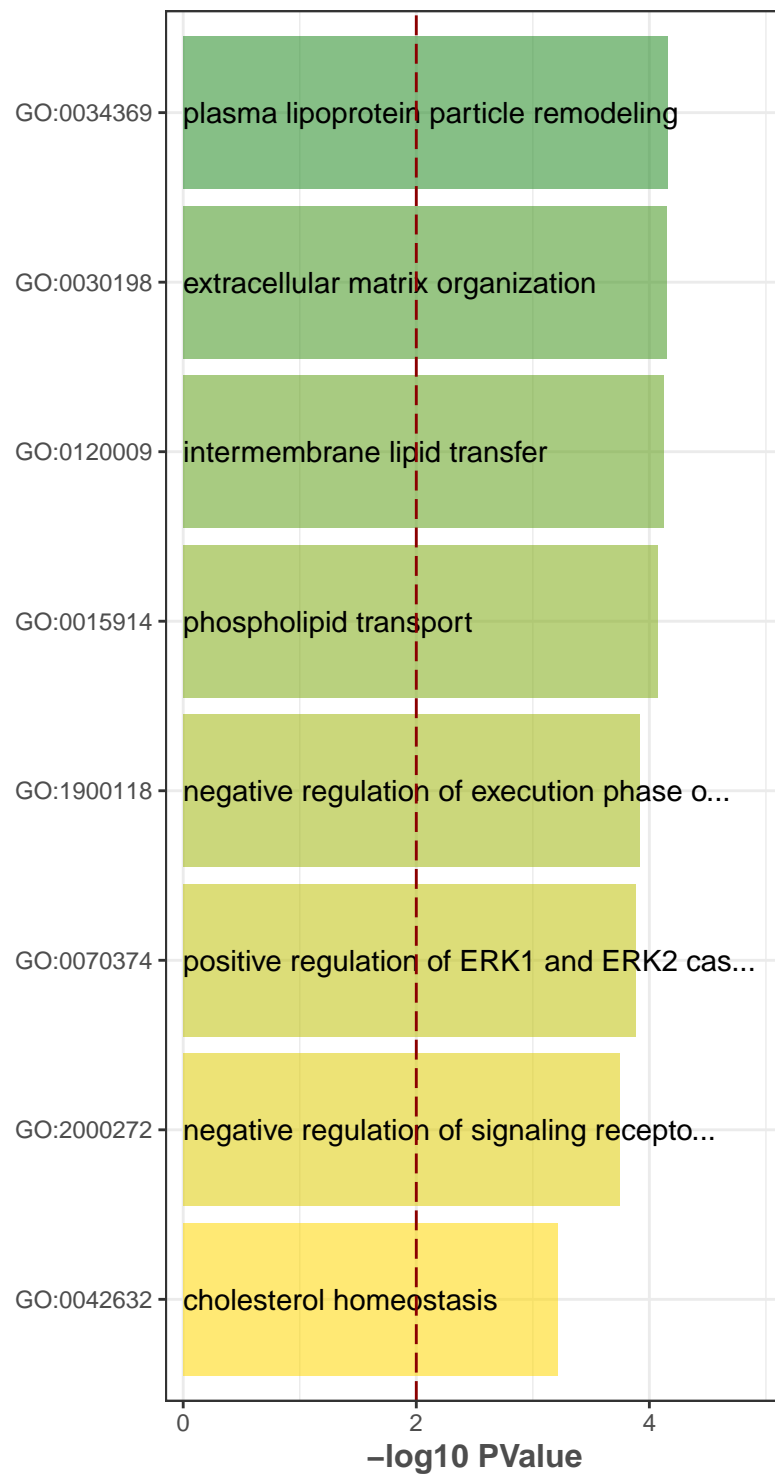 GO:0034369 plasma lipoprotein particle remodeling
GO:0030198 extracellular matrix organization
GO:0120009 intermembrane lipid transfer
GO:0015914 phospholipid transport
GO:1900118 negative regulation of execution phase o...
GO:0070374 positive regulation of ERK1 and ERK2 cas...
GO:2000272 negative regulation of signaling recepto...
GO:0042632 cholesterol homeostasis
0 2 4
−log10 PValue